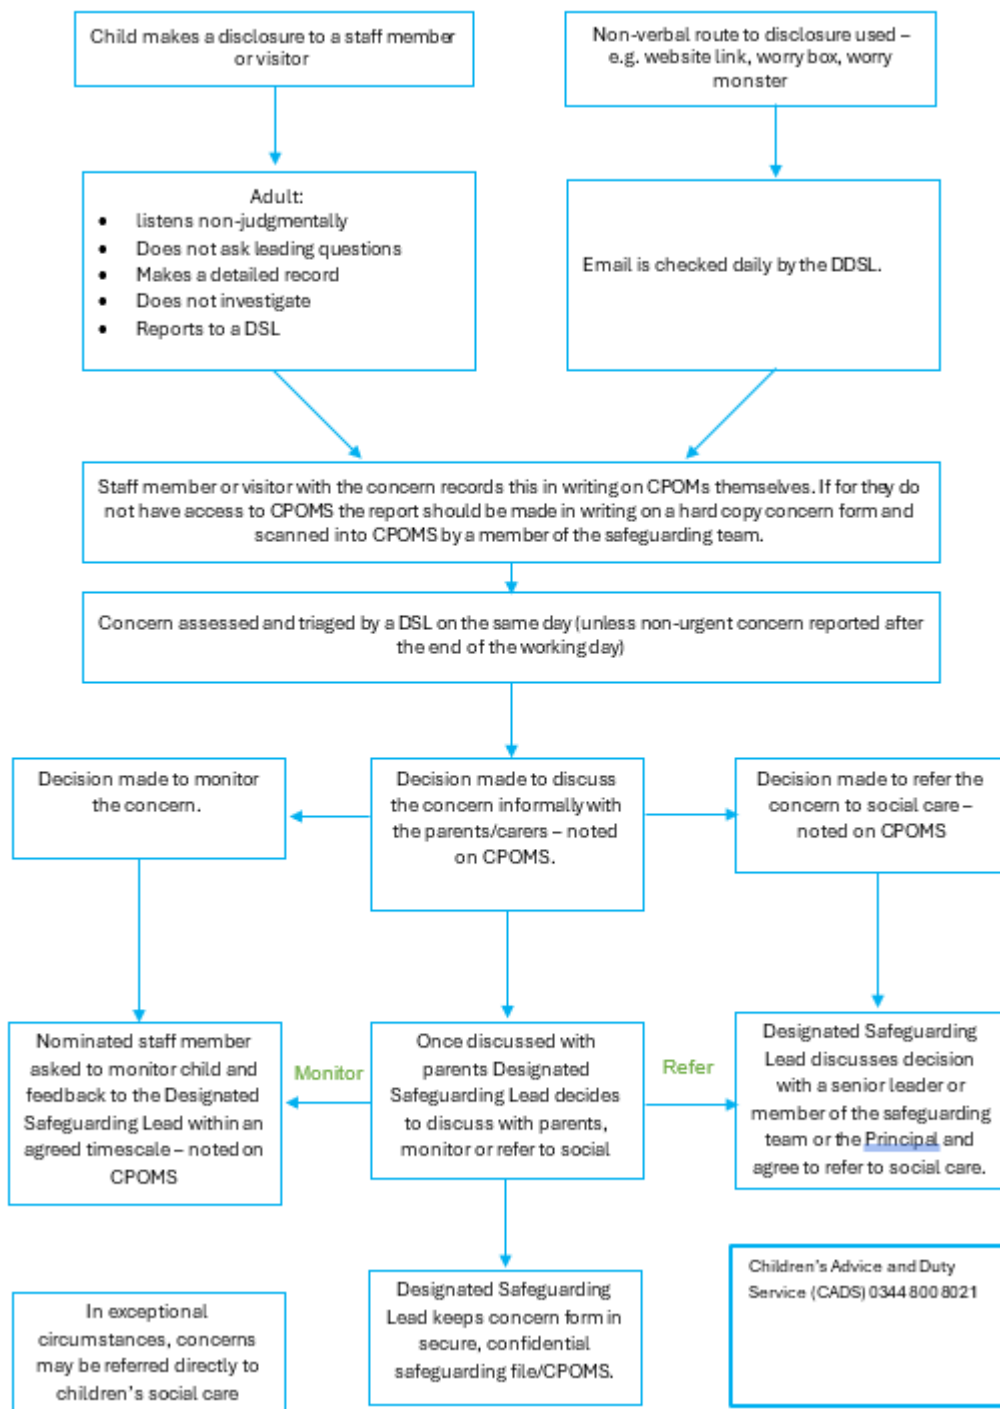 Child makes a disclosure to a staff member
or visitor
Non-verbal route to disclosure used –
e.g. website link, worry box, worry
monster
Adult:
• listens non-judgmentally
• Does not ask leading questions
• Makes a detailed record
• Does not investigate
• Reports to a DSL
Email is checked daily by the DDSL.
Staff member or visitor with the concern records this in writing on CPOMs themselves. If for they do
not have access to CPOMS the report should be made in writing on a hard copy concern form and
scanned into CPOMS by a member of the safeguarding team.
Concern assessed and triaged by a DSL on the same day (unless non-urgent concern reported after
the end of the working day)
Decision made to monitor
the concern.
Decision made to discuss
the concern informally with
the parents/carers – noted
on CPOMS.
Decision made to refer the
concern to social care –
noted on CPOMS
Nominated staff member
asked to monitor child and
feedback to the Designated
Safeguarding Lead within an
agreed timescale – noted on
CPOMS
Monitor
Once discussed with
parents Designated
Safeguarding Lead decides
to discuss with parents,
monitor or refer to social
Refer
Designated Safeguarding
Lead discusses decision
with a senior leader or
member of the safeguarding
team or the Principal and
agree to refer to social care.
In exceptional
circumstances, concerns
may be referred directly to
children's social care
Designated Safeguarding
Lead keeps concern form in
secure, confidential
safeguarding file/CPOMS.
Children's Advice and Duty
Service (CADS) 0344 800 8021